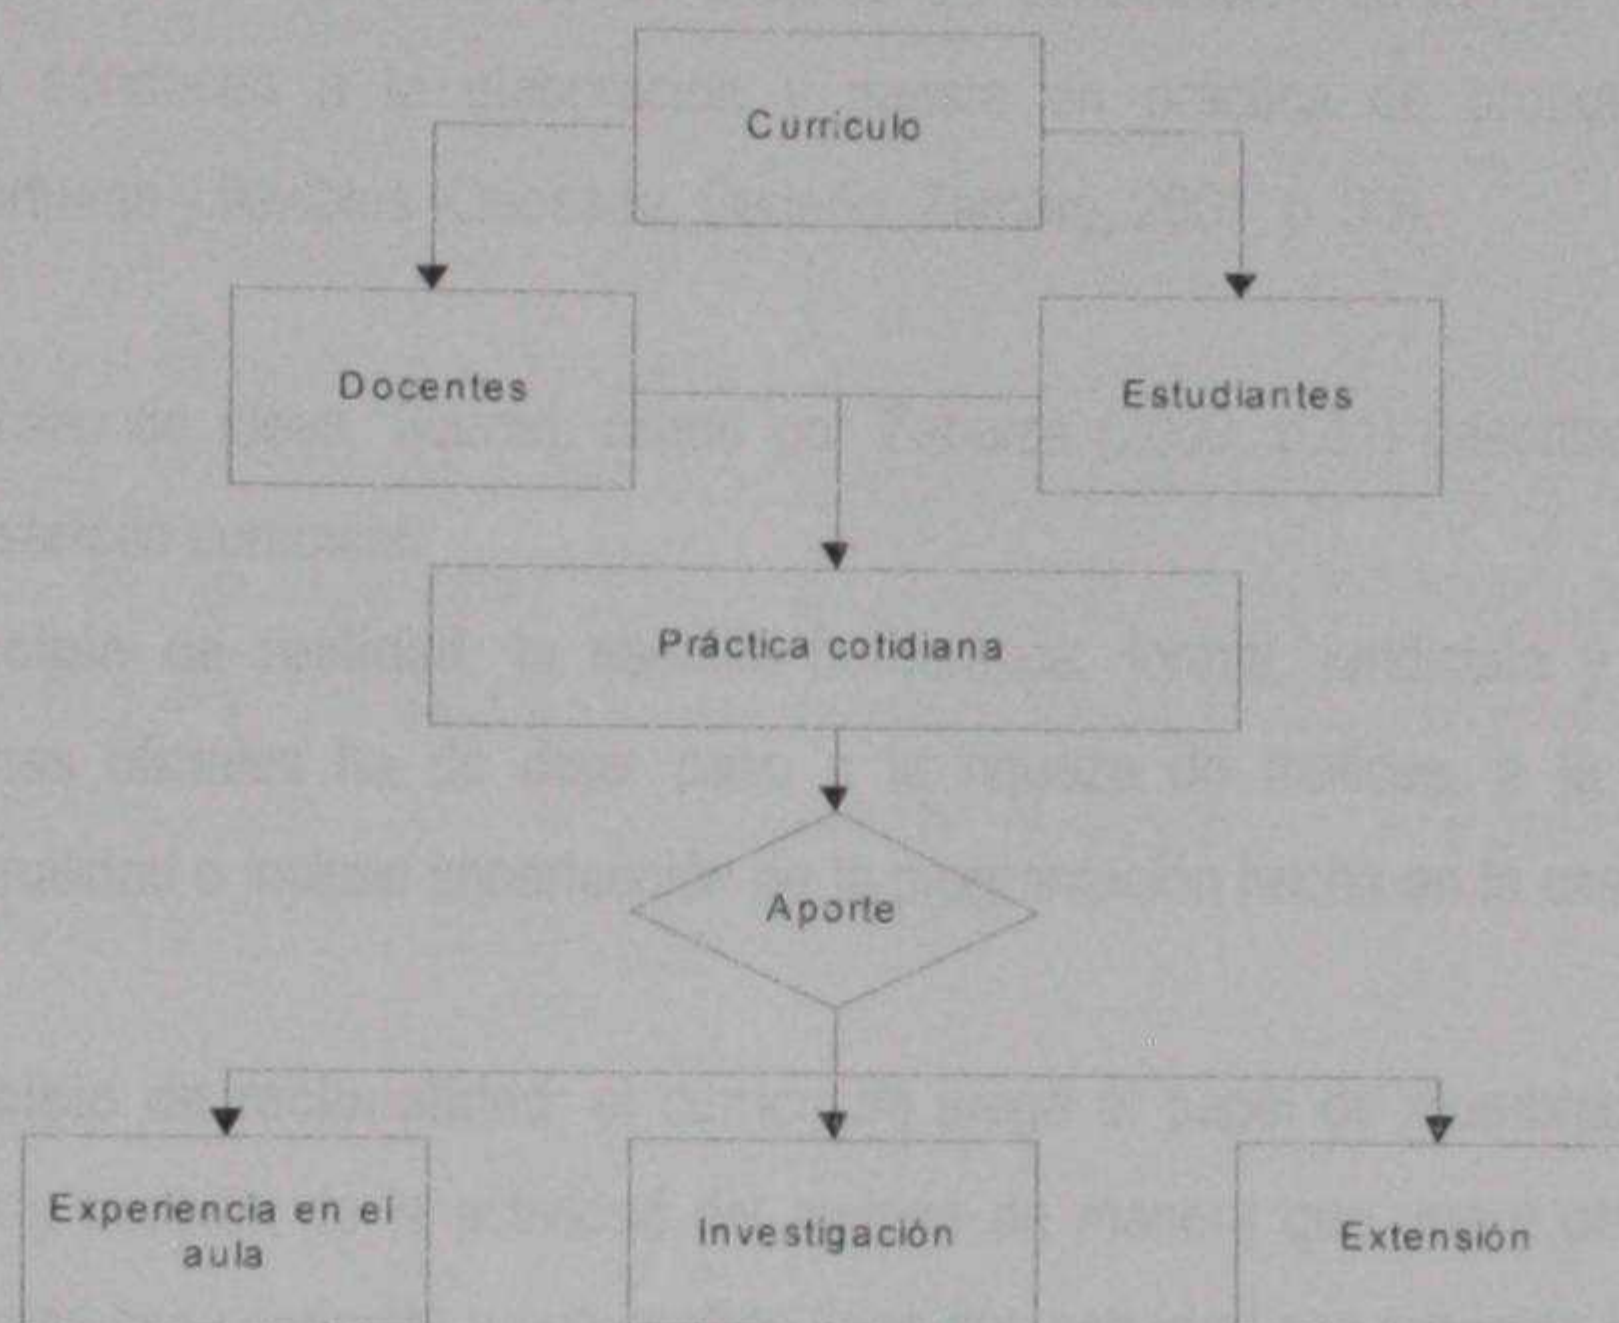 Currículo
Docentes
Estudiantes
Práctica cotidiana
Aporte
Experiencia en el
aula
Investigación
Extensión